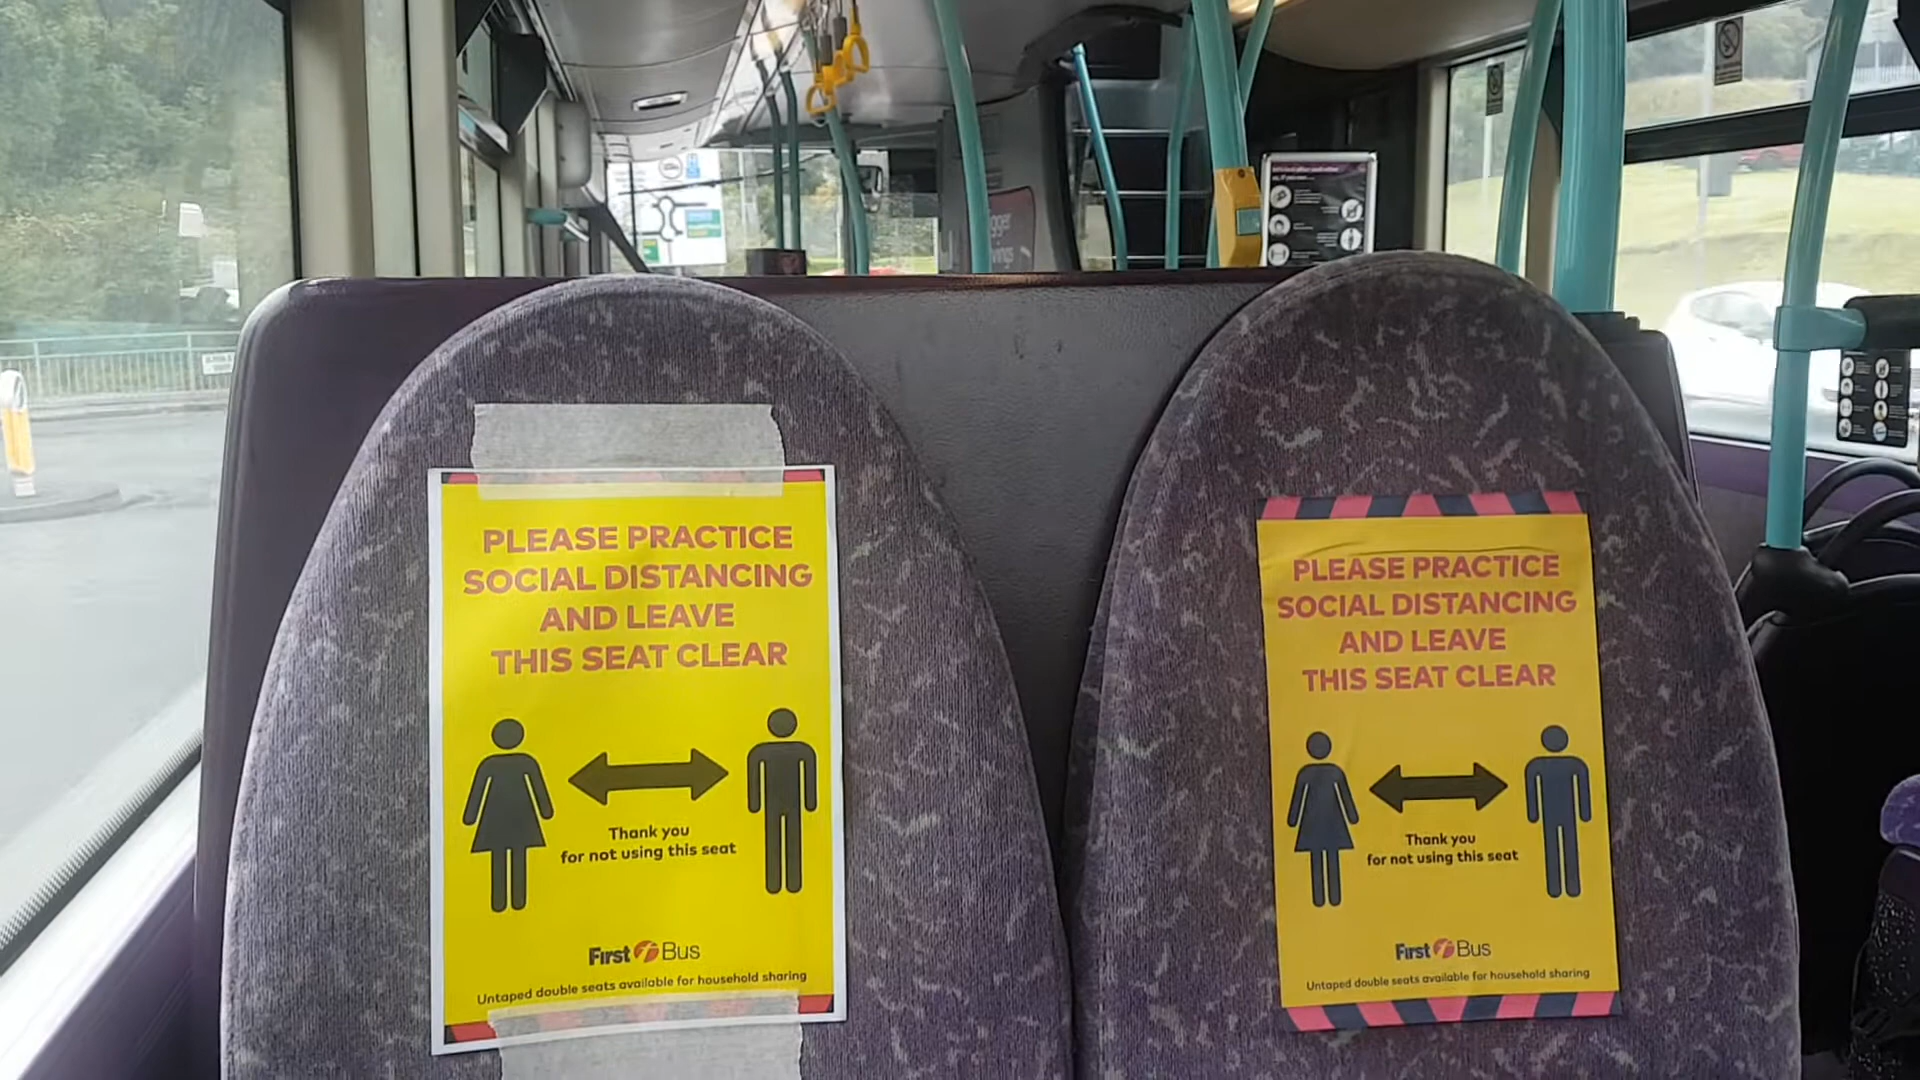 PLEASE PRACTICE
SOCIAL DISTANCING
AND LEAVE
THIS SEAT CLEAR
Thank you
for not using this seat
First Bus
Untaped double seats available for household sharing
PLEASE PRACTICE
SOCIAL DISTANCING
AND LEAVE
THIS SEAT CLEAR
Thank you
for not using this seat
First Bus
Untaped double seats available for household sharing